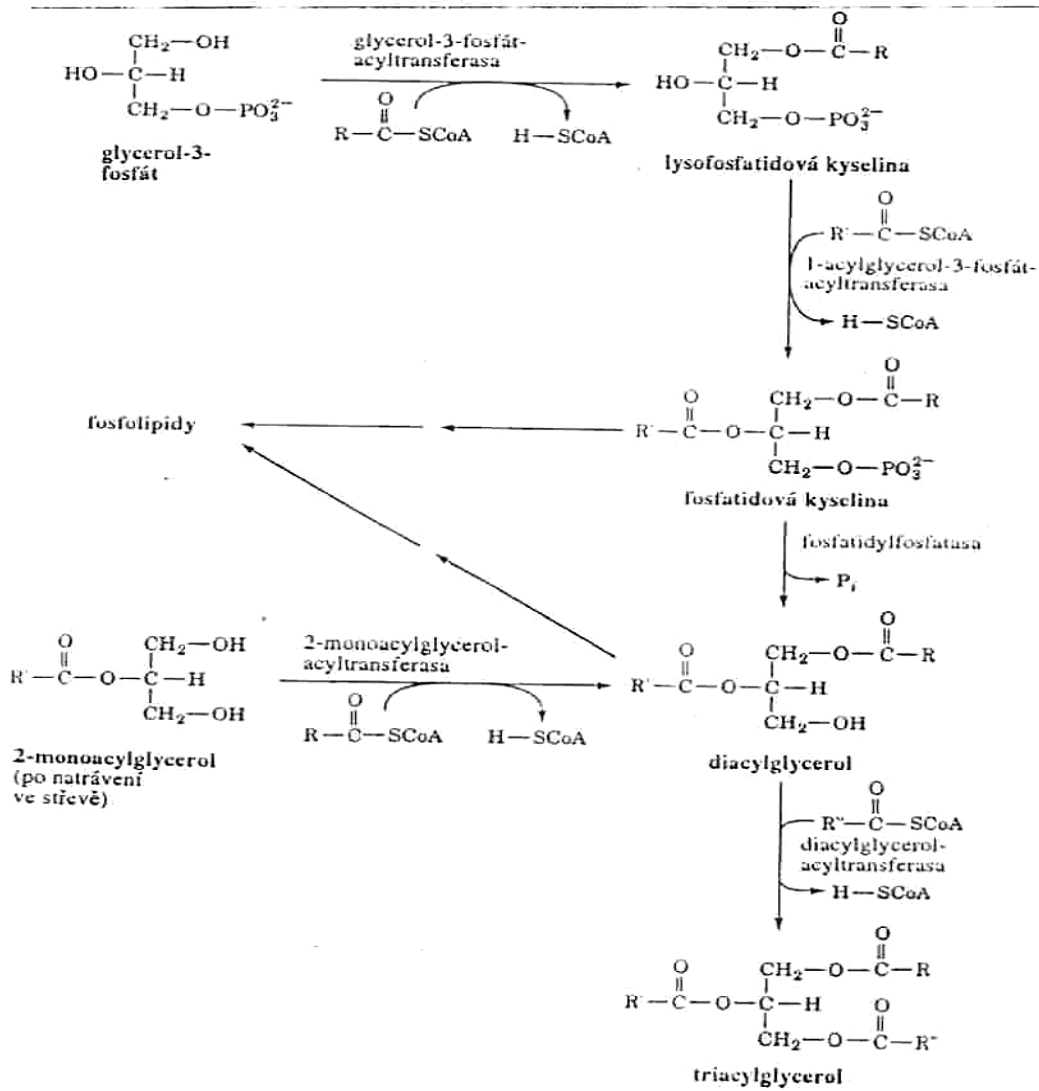 CH2—OH
HO—C—H
CH2—O—PO3 2−
glycerol-3-
fosfát
glycerol-3-fosfát-
acyltransferasa
O
R—C—SCoA
H—SCoA
O
CH2—O—C—R
HO—C—H
CH2—O—PO3 2−
lysofosfatidová kyselina
O
R'—C—SCoA
1-acylglycerol-3-fosfát-
acyltransferasa
H—SCoA
fosfolipidy
O
CH2—O—C—R
O
R'—C—O—C—H
CH2—O—PO3 2−
fosfatidová kyselina
fosfatidylfosfatasa
Pi
O
CH2—OH
R'—C—O—C—H
CH2—OH
2-monoacylglycerol
(po natrávení
ve střevě)
2-monoacylglycerol-
acyltransferasa
O
R—C—SCoA
H—SCoA
O
CH2—O—C—R
O
R'—C—O—C—H
CH2—OH
diacylglycerol
O
R''—C—SCoA
diacylglycerol-
acyltransferasa
H—SCoA
O
CH2—O—C—R
O
R'—C—O—C—H
O
CH2—O—C—R''
triacylglycerol